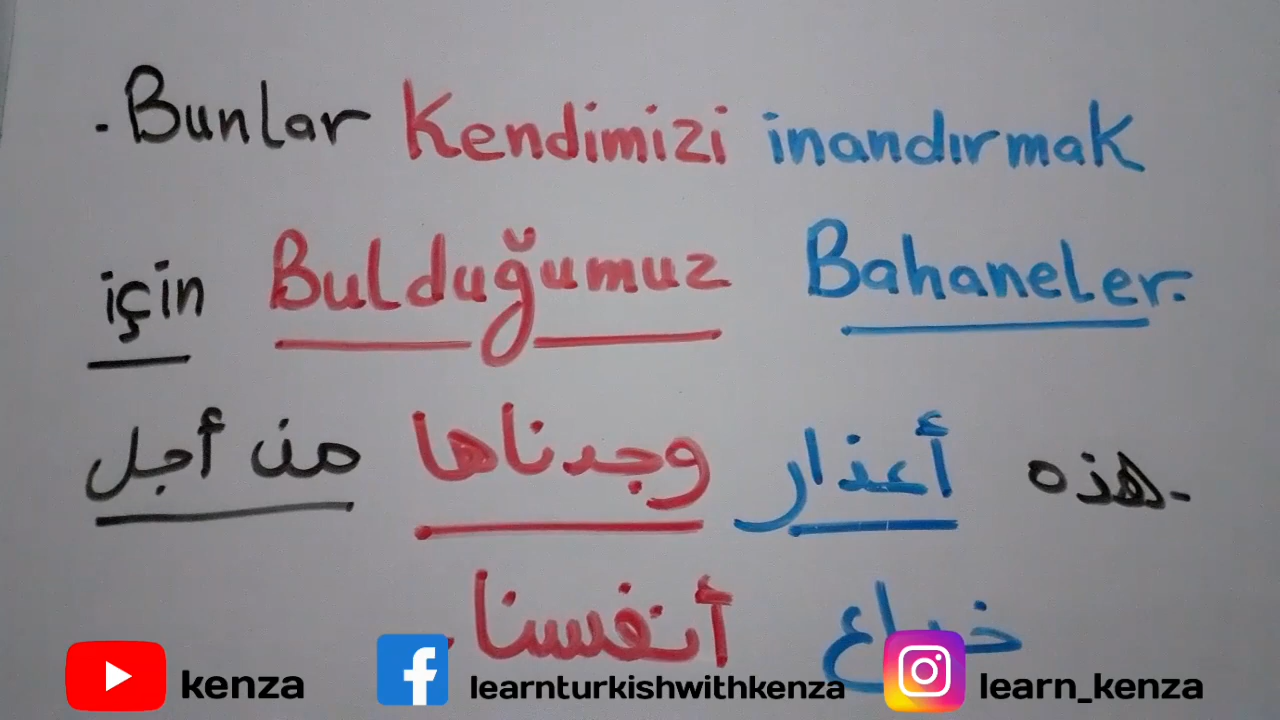 . Bunlar Kendimizi inandırmak
için Bulduğumuz Bahaneler.
-هذه أعذار وجدناها من أجل
خداع أنفسنا.
kenza learnturkishwithkenza learn_kenza